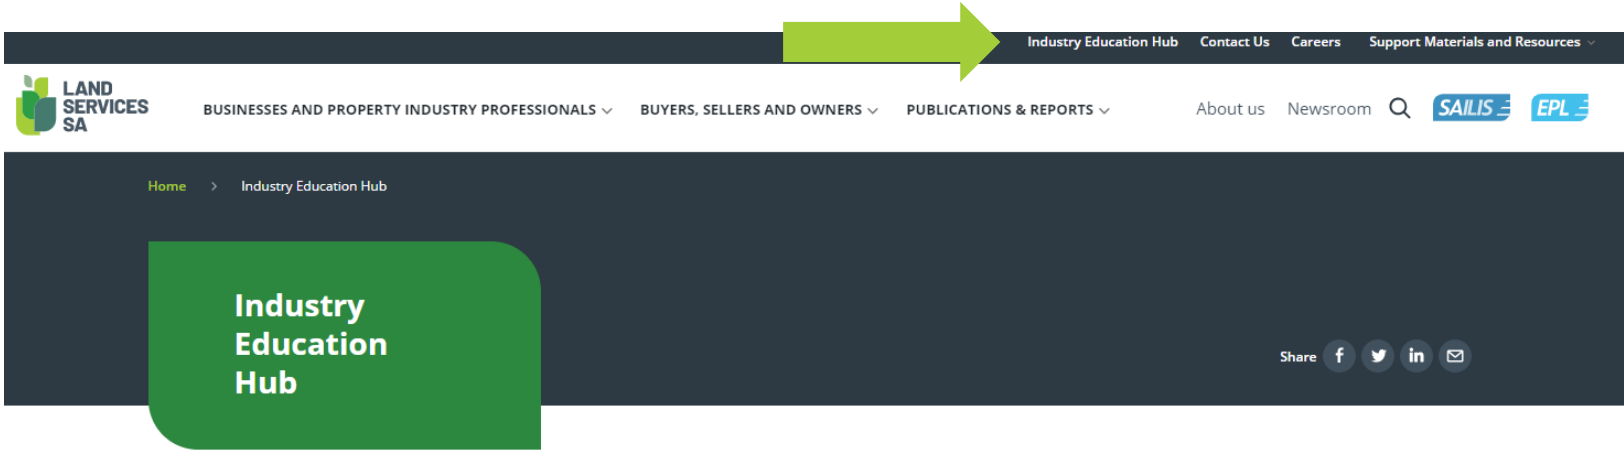 Industry Education Hub Contact Us Careers Support Materials and Resources
LAND
SERVICES
SA
BUSINESSES AND PROPERTY INDUSTRY PROFESSIONALS BUYERS, SELLERS AND OWNERS PUBLICATIONS & REPORTS About us Newsroom SAILIS EPL
Home > Industry Education Hub
Industry
Education
Hub
Share